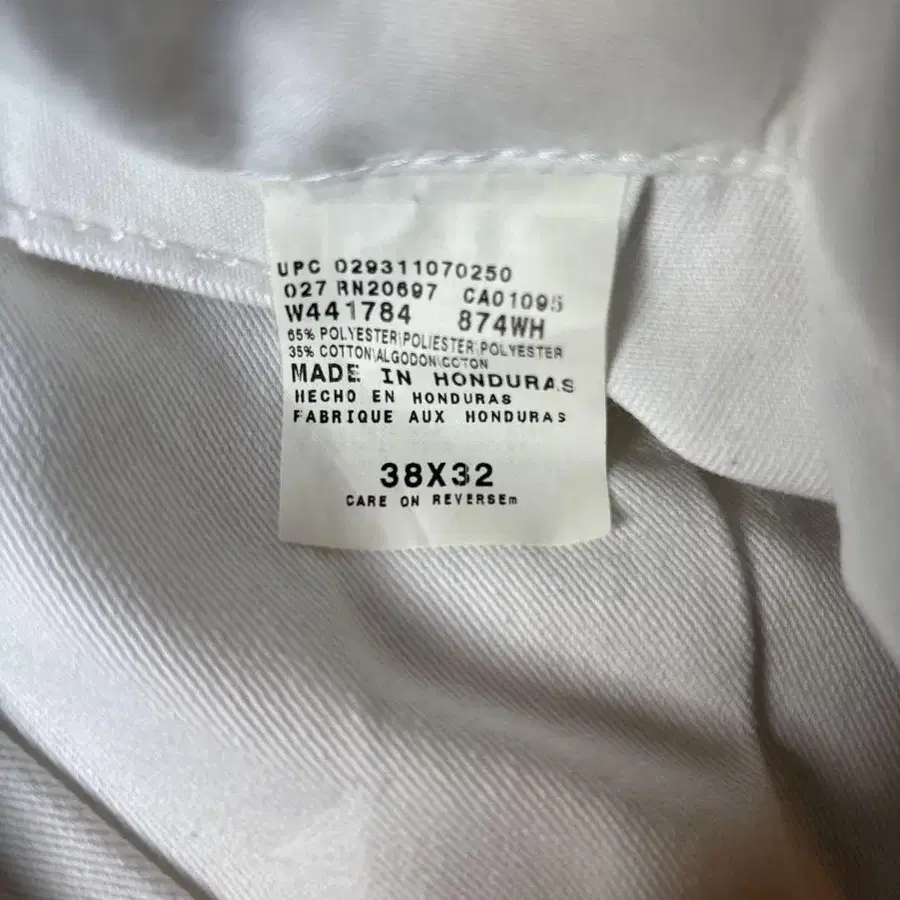 UPC 029311070250
027 RN20697 CA01095
W441784 874WH
65% POLYESTER\POLIESTER\POLYESTER
35% COTTON\ALGODON\COTON
MADE IN HONDURAS
HECHO EN HONDURAS
FABRIQUE AUX HONDURAS
38X32
CARE ON REVERSEm